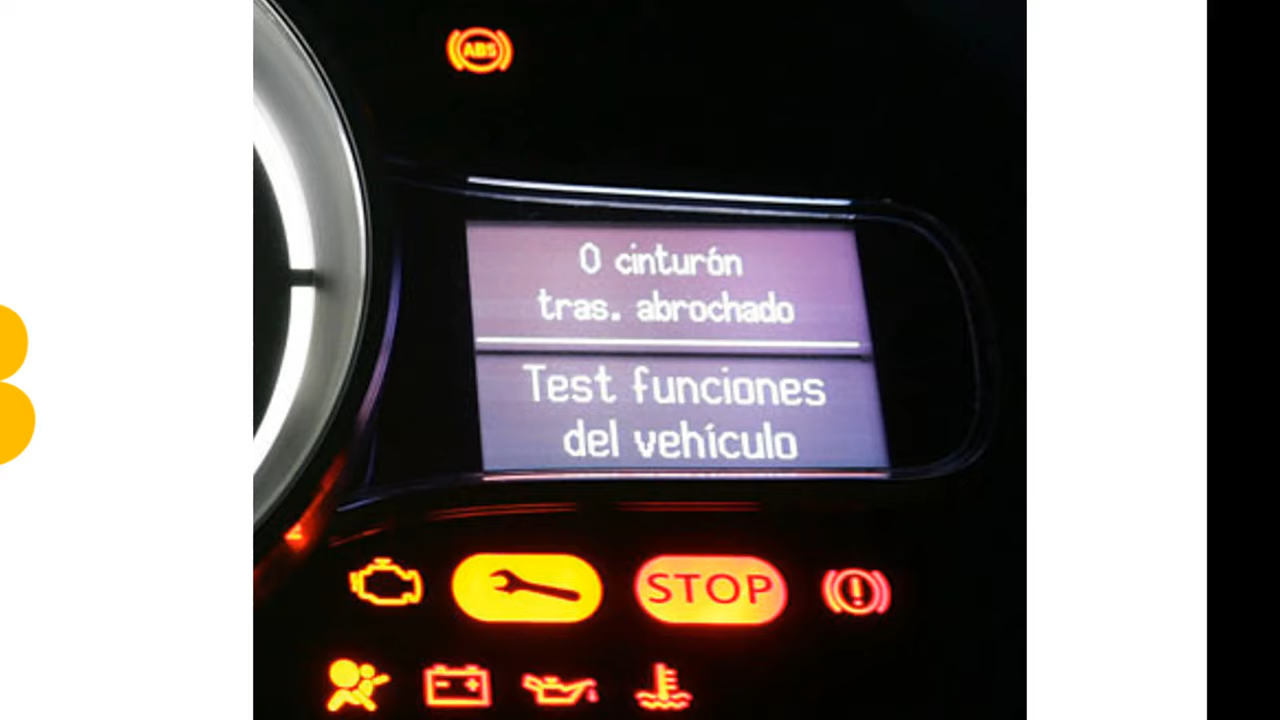 ABS
0 cinturón
tras. abrochado
Test funciones
del vehículo
STOP